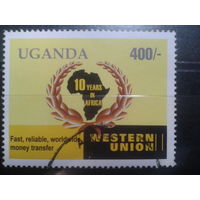 UGANDA
400/-
10 YEARS
IN
AFRICA
Fast, reliable, worldwide
money transfer
WESTERN
UNION